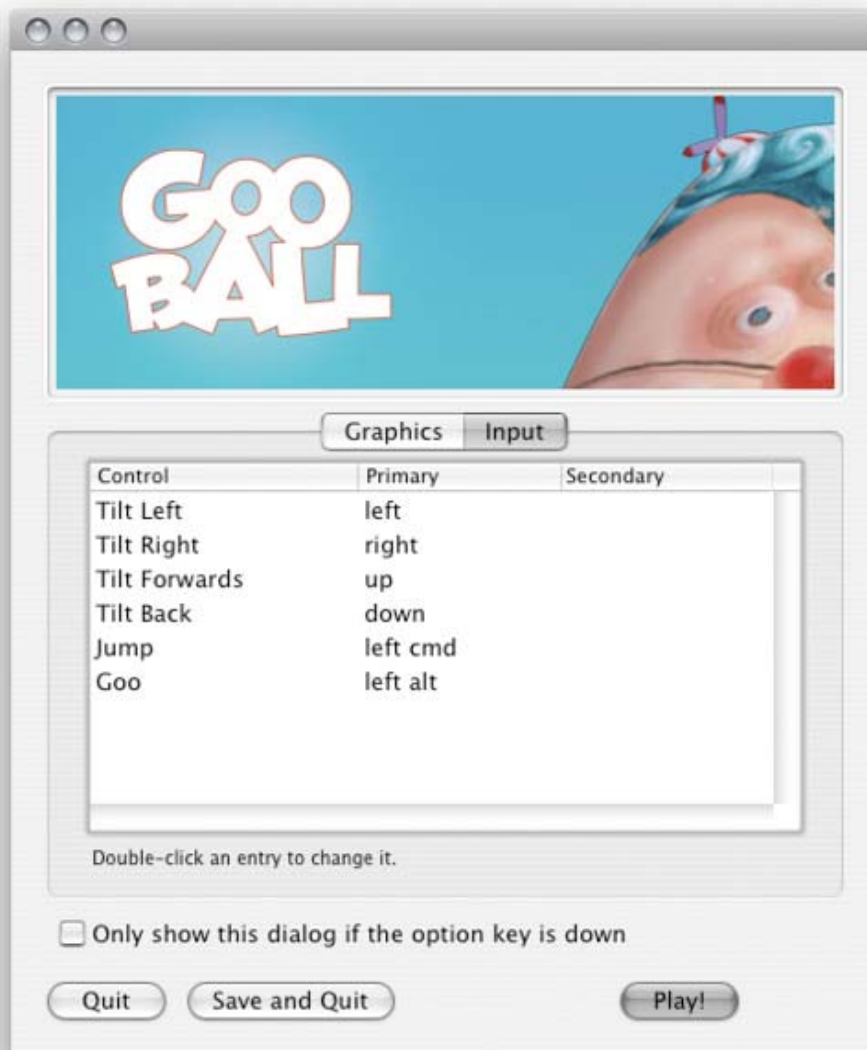 GOO
BALL
Graphics Input
Control Primary Secondary
Tilt Left left
Tilt Right right
Tilt Forwards up
Tilt Back down
Jump left cmd
Goo left alt
Double-click an entry to change it.
Only show this dialog if the option key is down
Quit Save and Quit Play!